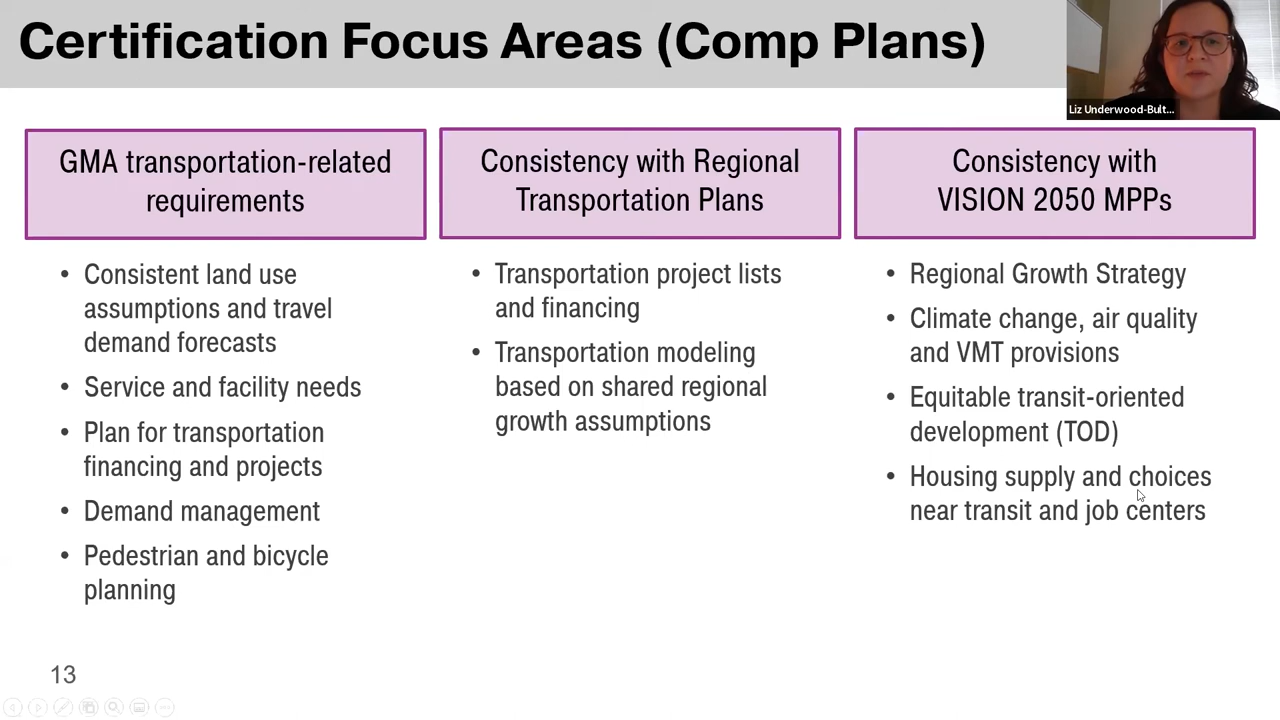 Certification Focus Areas (Comp Plans)
Liz Underwood-Bult...
GMA transportation-related
requirements
• Consistent land use
assumptions and travel
demand forecasts
• Service and facility needs
• Plan for transportation
financing and projects
• Demand management
• Pedestrian and bicycle
planning
Consistency with Regional
Transportation Plans
• Transportation project lists
and financing
• Transportation modeling
based on shared regional
growth assumptions
Consistency with
VISION 2050 MPPs
• Regional Growth Strategy
• Climate change, air quality
and VMT provisions
• Equitable transit-oriented
development (TOD)
• Housing supply and choices
near transit and job centers
13